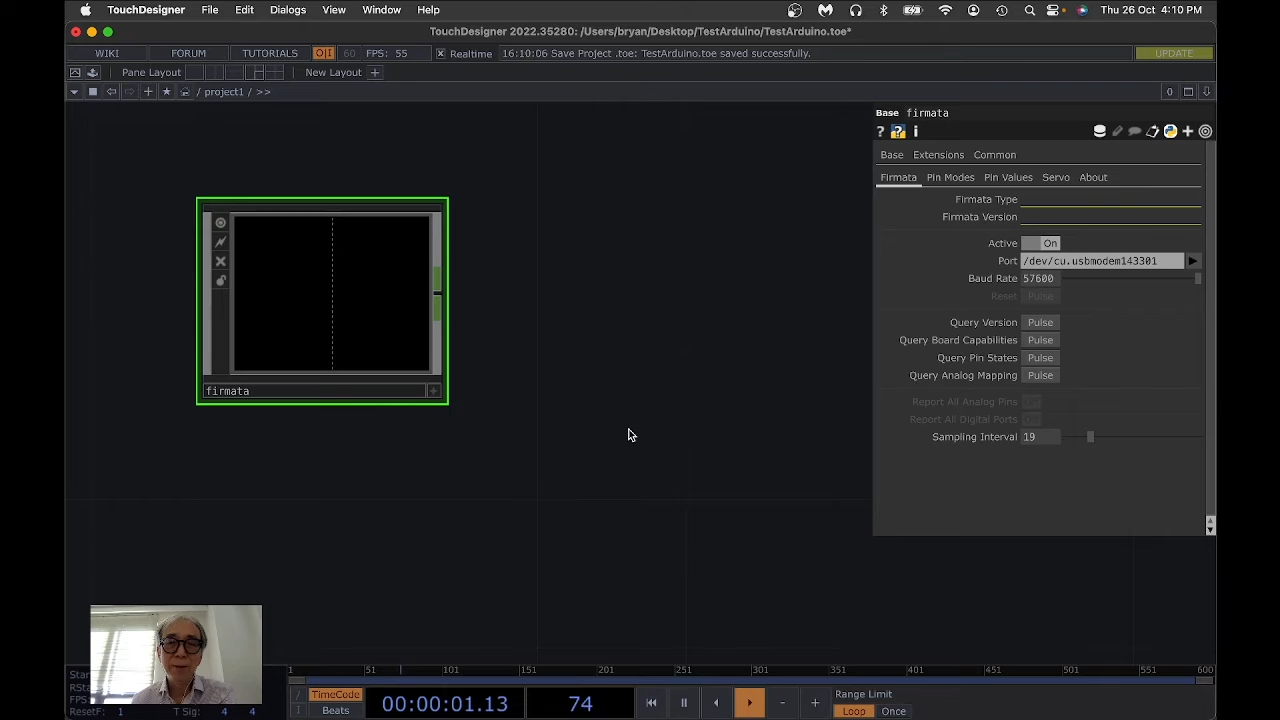 TouchDesigner File Edit Dialogs View Window Help Thu 26 Oct 4:10 PM
TouchDesigner 2022.35280: /Users/bryan/Desktop/TestArduino/TestArduino.toe*
WIKI FORUM TUTORIALS O|I 60 FPS: 55 Realtime 16:10:06 Save Project .toe: TestArduino.toe saved successfully. UPDATE
Pane Layout New Layout +
/ project1 / >> 0
Base firmata
? ? i
Base Extensions Common
Firmata Pin Modes Pin Values Servo About
Firmata Type
Firmata Version
Active On
Port /dev/cu.usbmodem143301
Baud Rate 57600
Reset Pulse
Query Version Pulse
Query Board Capabilities Pulse
Query Pin States Pulse
Query Analog Mapping Pulse
Report All Analog Pins
Report All Digital Ports
Sampling Interval 19
firmata +
1 51 101 151 201 251 301 351 401 451 501 551 600
TimeCode 00:00:01.13 74 - + Range Limit
Beats Loop Once
ResetF: 1 T Sig: 4 4